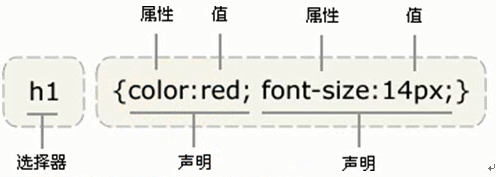 属性 值 属性 值
h1 {color:red; font-size:14px;}
选择器 声明 声明